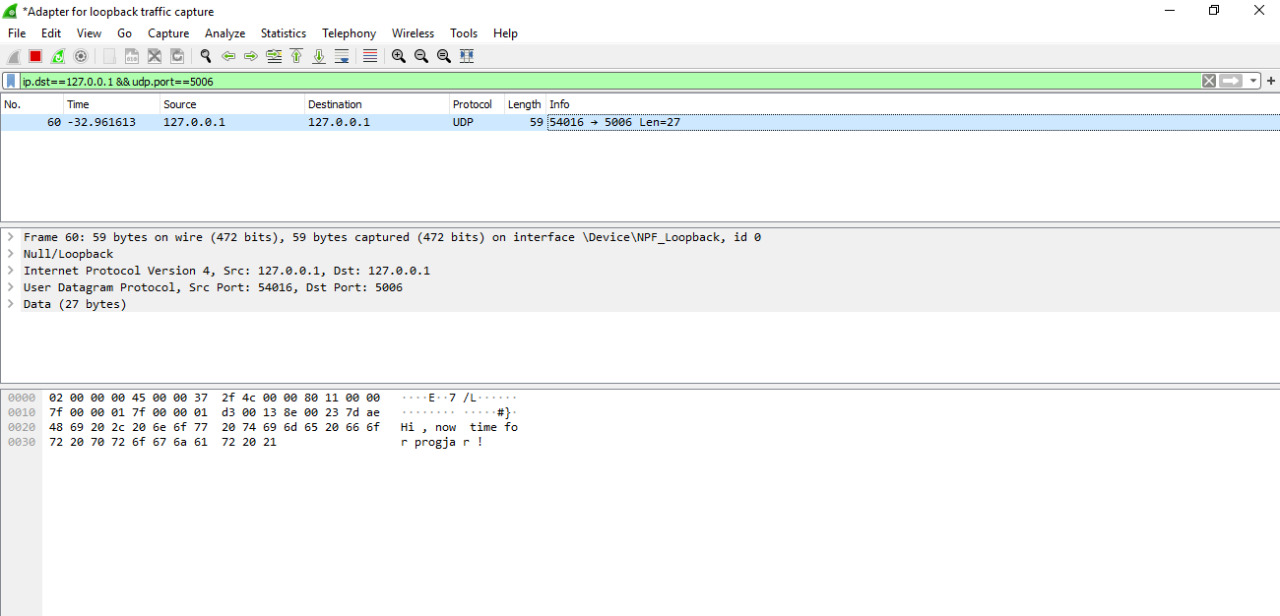 *Adapter for loopback traffic capture
File Edit View Go Capture Analyze Statistics Telephony Wireless Tools Help
ip.dst==127.0.0.1 && udp.port==5006
No. Time Source Destination Protocol Length Info
60 -32.961613 127.0.0.1 127.0.0.1 UDP 59 54016 → 5006 Len=27
Frame 60: 59 bytes on wire (472 bits), 59 bytes captured (472 bits) on interface \Device\NPF_Loopback, id 0
Null/Loopback
Internet Protocol Version 4, Src: 127.0.0.1, Dst: 127.0.0.1
User Datagram Protocol, Src Port: 54016, Dst Port: 5006
Data (27 bytes)
0000 02 00 00 00 45 00 00 37 2f 4c 00 00 80 11 00 00 ····E··7 /L······
0010 7f 00 00 01 7f 00 00 01 d3 00 13 8e 00 23 7d ae ········ ·····#}·
0020 48 69 20 2c 20 6e 6f 77 20 74 69 6d 65 20 66 6f Hi , now time fo
0030 72 20 70 72 6f 67 6a 61 72 20 21 r progja r !